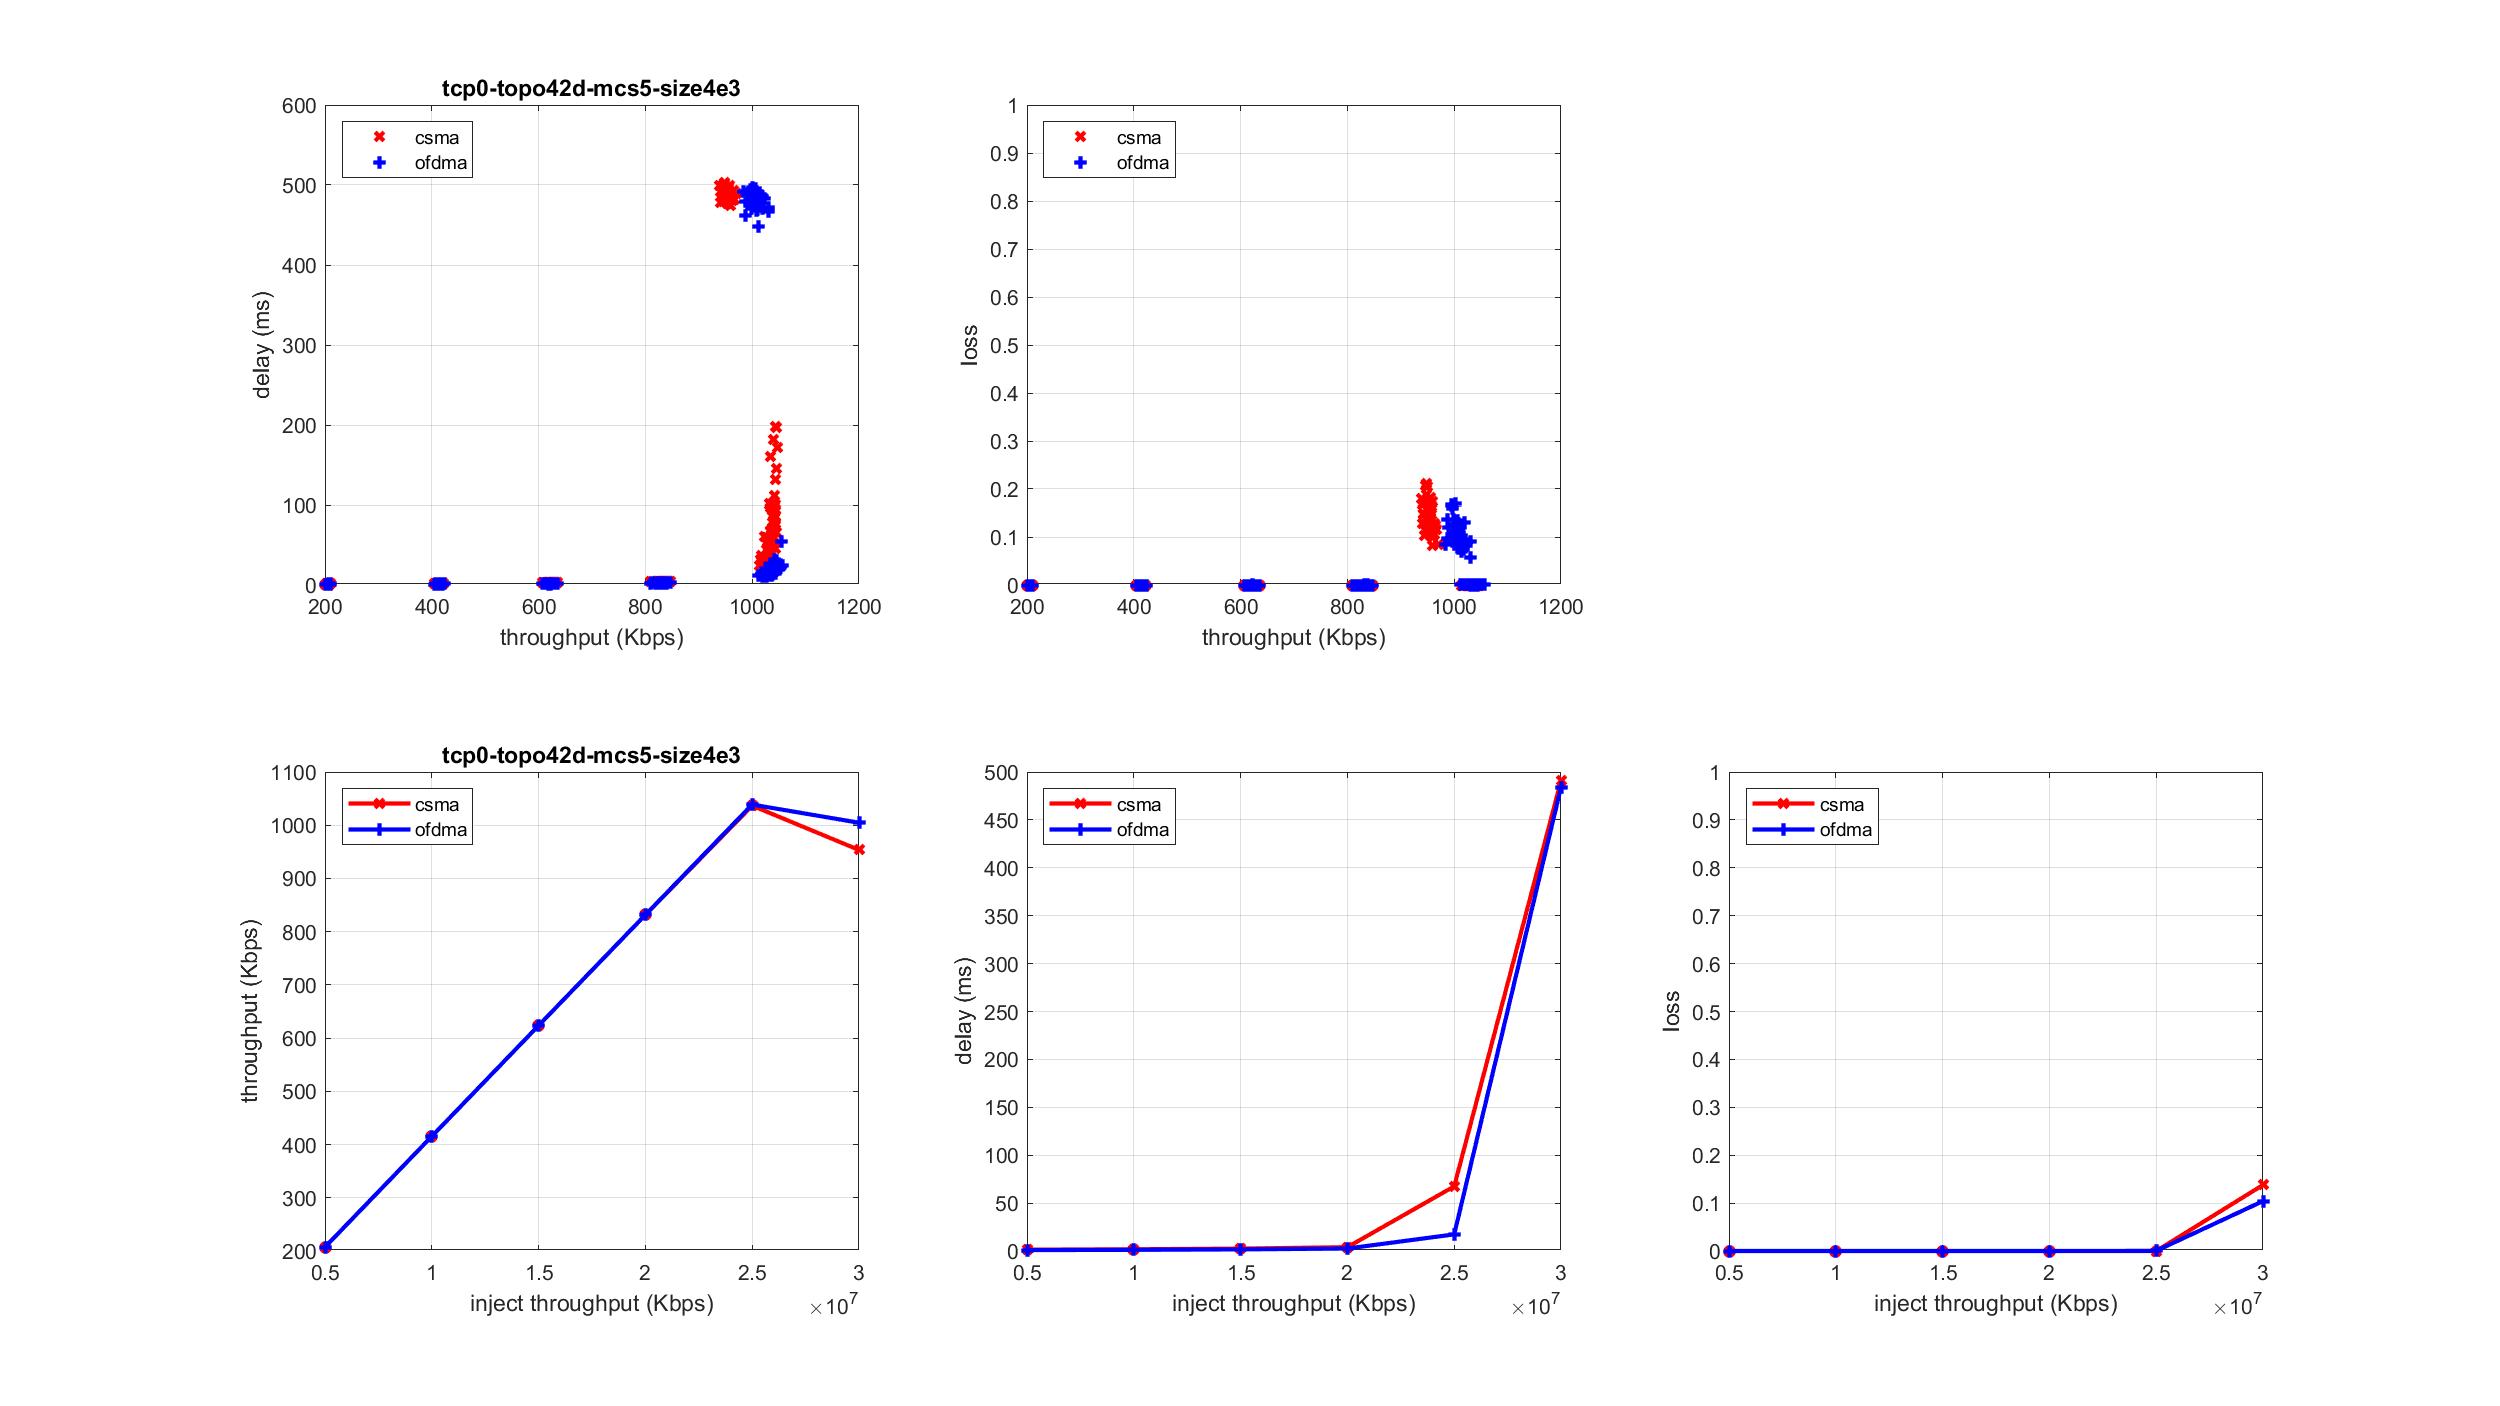 tcp0-topo42d-mcs5-size4e3
600
500
400
300
200
100
0
delay (ms)
csma
ofdma
200 400 600 800 1000 1200
throughput (Kbps)
1
0.9
0.8
0.7
0.6
0.5
0.4
0.3
0.2
0.1
0
loss
csma
ofdma
200 400 600 800 1000 1200
throughput (Kbps)
tcp0-topo42d-mcs5-size4e3
1100
1000
900
800
700
600
500
400
300
200
throughput (Kbps)
csma
ofdma
0.5 1 1.5 2 2.5 3
inject throughput (Kbps)
×10^7
500
450
400
350
300
250
200
150
100
50
0
delay (ms)
csma
ofdma
0.5 1 1.5 2 2.5 3
inject throughput (Kbps)
×10^7
1
0.9
0.8
0.7
0.6
0.5
0.4
0.3
0.2
0.1
0
loss
csma
ofdma
0.5 1 1.5 2 2.5 3
inject throughput (Kbps)
×10^7